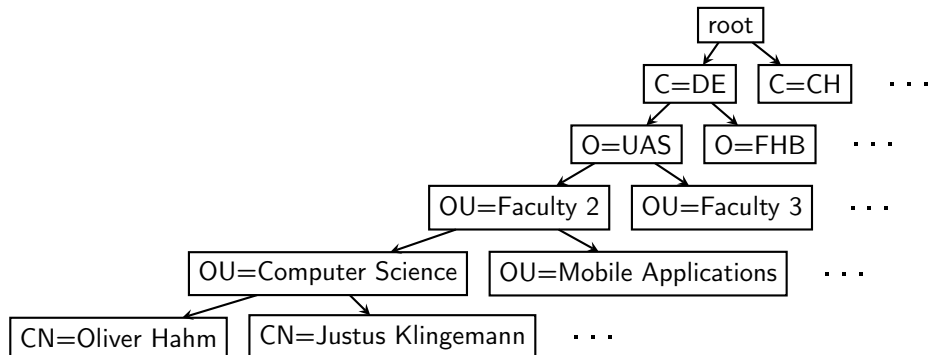 root
C=DE C=CH ...
O=UAS O=FHB ...
OU=Faculty 2 OU=Faculty 3 ...
OU=Computer Science OU=Mobile Applications ...
CN=Oliver Hahm CN=Justus Klingemann ...